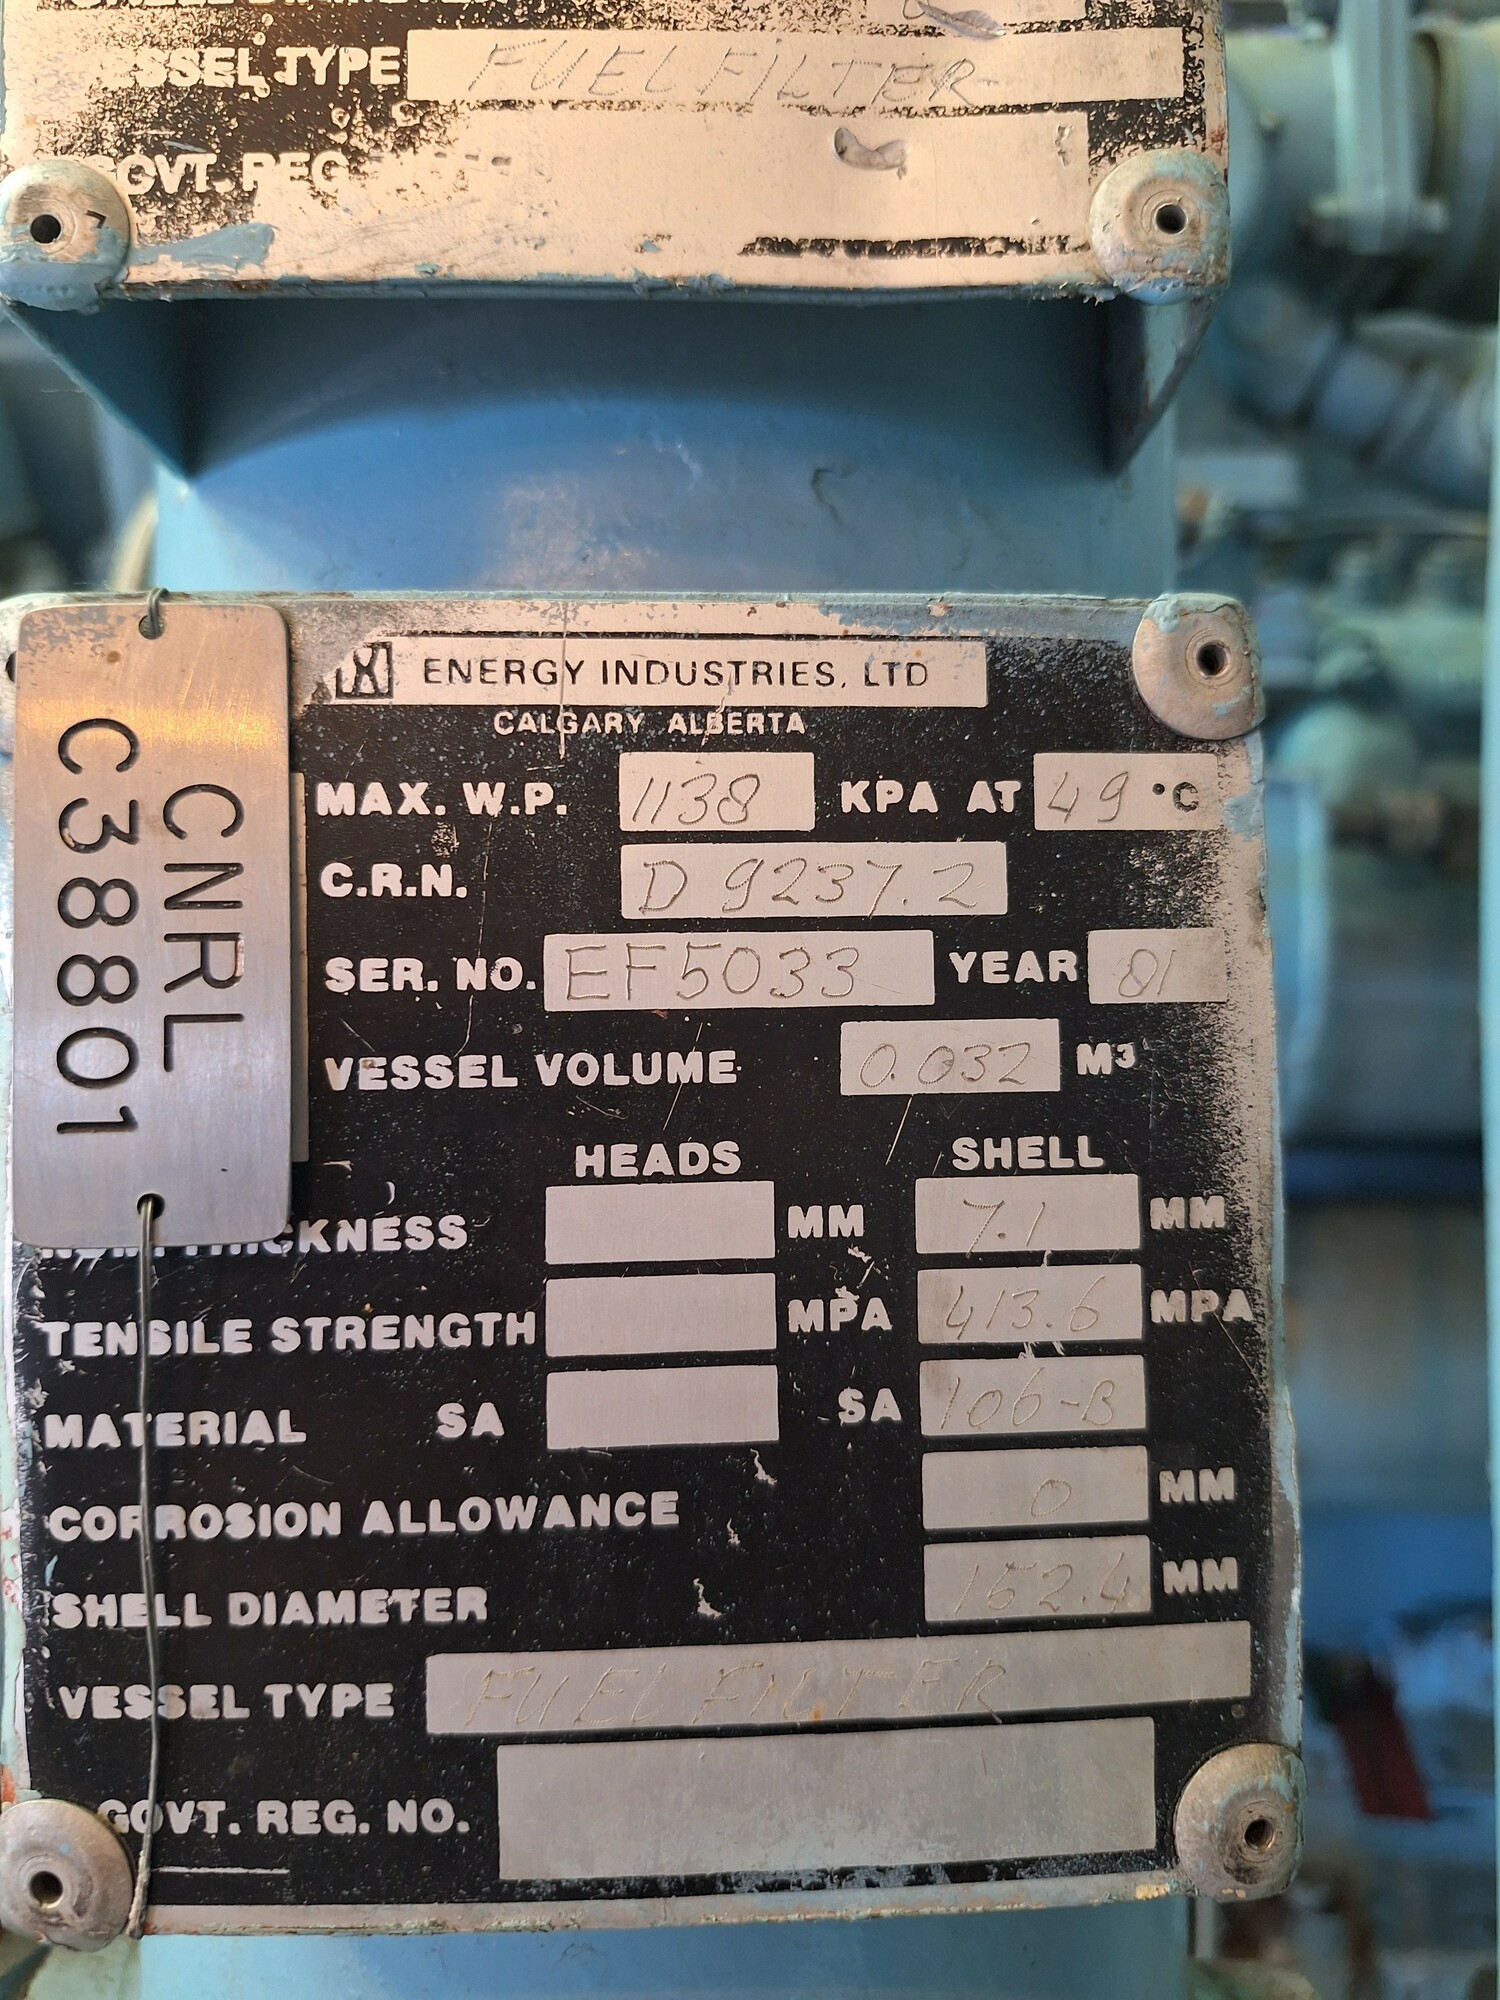 VESSEL TYPE FUEL FILTER
GOVT. REG.
ENERGY INDUSTRIES, LTD
CALGARY ALBERTA
MAX. W.P. 1138 KPA AT 49 °C
C.R.N. D 9237.2
SER. NO. EF5033 YEAR 81
VESSEL VOLUME 0.032 M³
HEADS SHELL
THICKNESS MM 7.1 MM
TENSILE STRENGTH MPA 413.6 MPA
MATERIAL SA SA 106-B
CORROSION ALLOWANCE 0 MM
SHELL DIAMETER 152.4 MM
VESSEL TYPE FUEL FILTER
GOVT. REG. NO.
CNRL
C38801